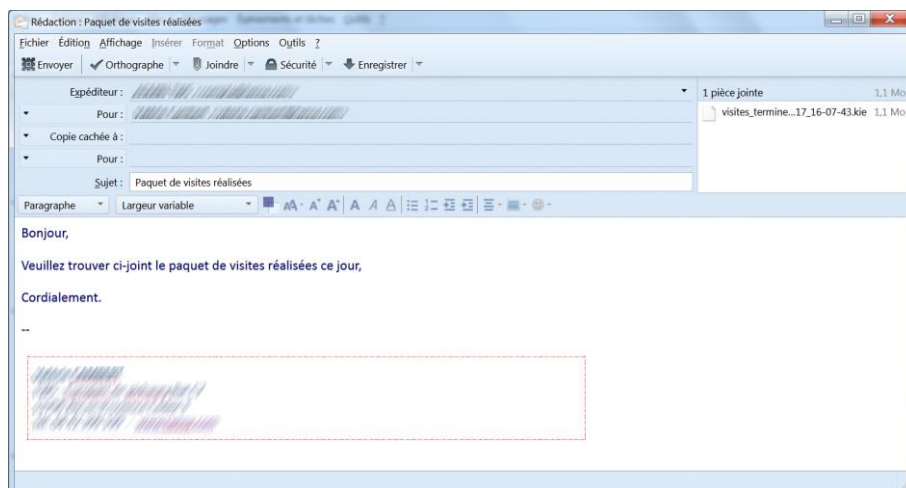 Rédaction : Paquet de visites réalisées
Fichier Édition Affichage Insérer Format Options Outils ?
Envoyer Orthographe Joindre Sécurité Enregistrer
Expéditeur :
Pour :
Copie cachée à :
Pour :
Sujet : Paquet de visites réalisées
1 pièce jointe 1,1 Mo
visites_termine...17_16-07-43.kie 1,1 Mo
Paragraphe Largeur variable
Bonjour,
Veuillez trouver ci-joint le paquet de visites réalisées ce jour,
Cordialement.
--